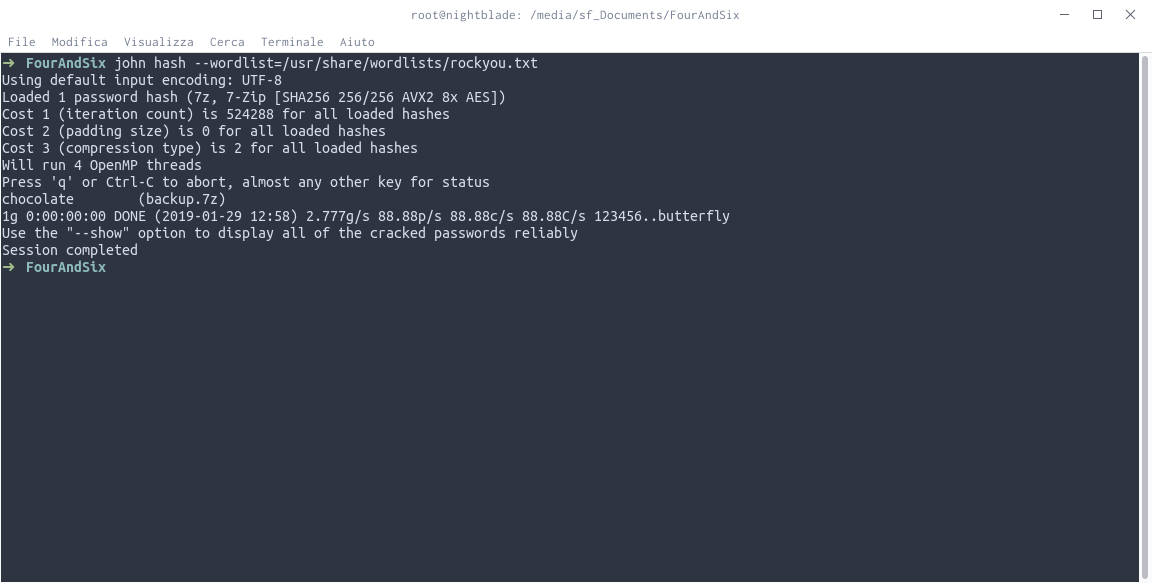 root@nightblade: /media/sf_Documents/FourAndSix
File Modifica Visualizza Cerca Terminale Aiuto
➜ FourAndSix john hash --wordlist=/usr/share/wordlists/rockyou.txt
Using default input encoding: UTF-8
Loaded 1 password hash (7z, 7-Zip [SHA256 256/256 AVX2 8x AES])
Cost 1 (iteration count) is 524288 for all loaded hashes
Cost 2 (padding size) is 0 for all loaded hashes
Cost 3 (compression type) is 2 for all loaded hashes
Will run 4 OpenMP threads
Press 'q' or Ctrl-C to abort, almost any other key for status
chocolate        (backup.7z)
1g 0:00:00:00 DONE (2019-01-29 12:58) 2.777g/s 88.88p/s 88.88c/s 88.88C/s 123456..butterfly
Use the "--show" option to display all of the cracked passwords reliably
Session completed
➜ FourAndSix